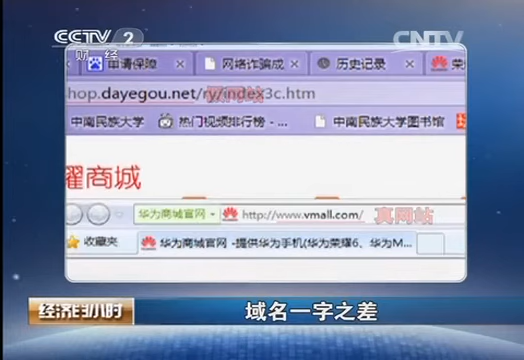 CCTV 2
财经
CNTV
申请保障
网络诈骗成
历史记录
荣
shop.dayegou.net/ry/index3c.htm
中南民族大学
热门视频排行榜 - ...
中南民族大学图书馆
耀商城
华为商城官网
http://www.vmall.com/
真网站
收藏夹
华为商城官网 -提供华为手机(华为荣耀6、华为M...
经济半小时
域名一字之差